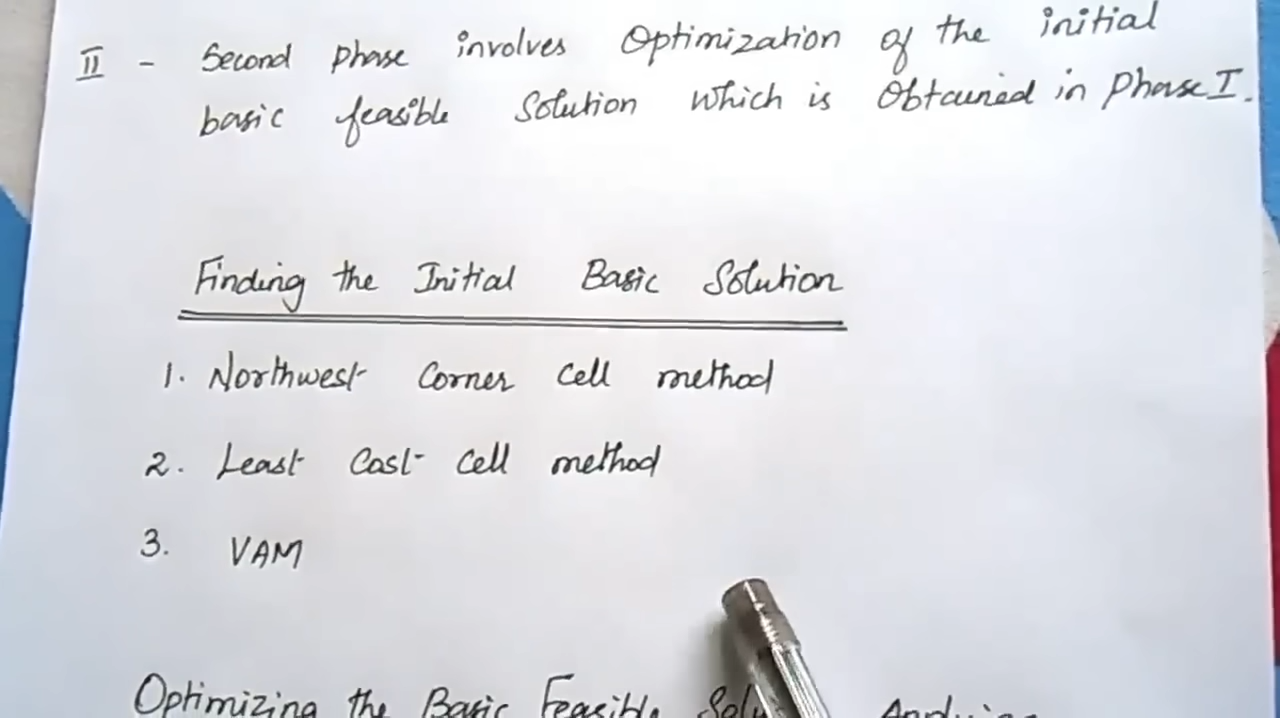 II - Second phase involves Optimization of the initial
basic feasible Solution which is Obtained in Phase I.
Finding the Initial Basic Solution
1. Northwest Corner Cell method
2. Least Cost Cell method
3. VAM
Optimizing the Basic Feasible